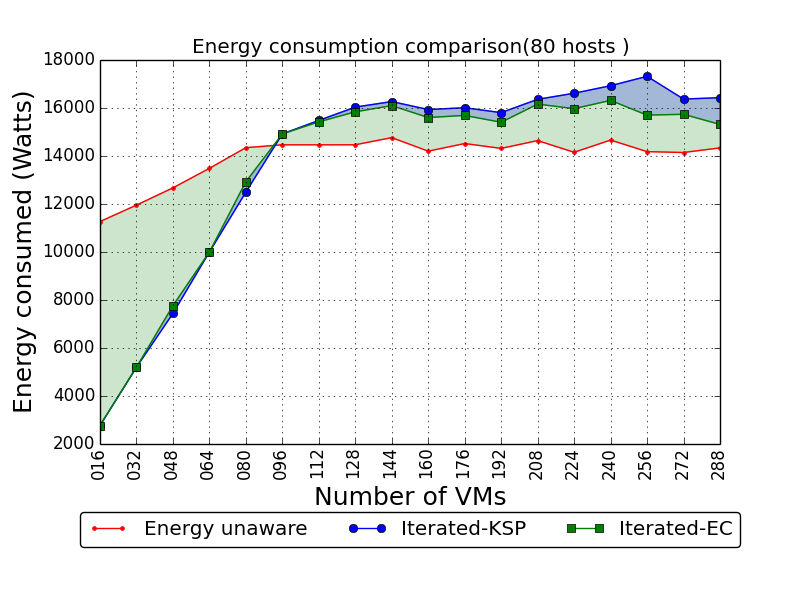 Energy consumption comparison(80 hosts )
Energy consumed (Watts)
18000
16000
14000
12000
10000
8000
6000
4000
2000
016 032 048 064 080 096 112 128 144 160 176 192 208 224 240 256 272 288
Number of VMs
Energy unaware Iterated-KSP Iterated-EC